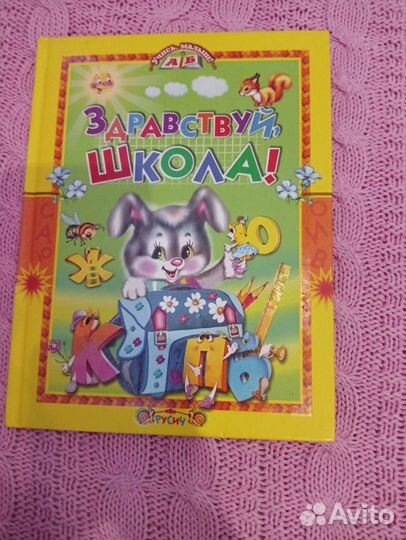 Учись, малыш!
АБ
ЗДРАВСТВУЙ,
ШКОЛА!
Ж
Ю
К
П
Ы
РУСИЧ
Avito